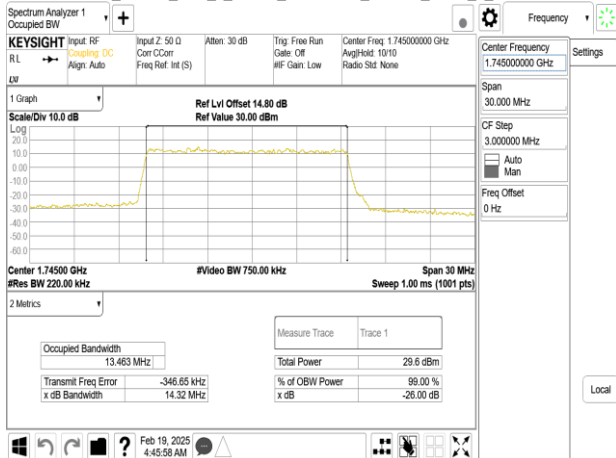 Spectrum Analyzer 1
Occupied BW
+
Frequency
KEYSIGHT
RL
LXI
Input: RF
Coupling: DC
Align: Auto
Input Z: 50 Ω
Corr CCorr
Freq Ref: Int (S)
Atten: 30 dB
Trig: Free Run
Gate: Off
#IF Gain: Low
Center Freq: 1.745000000 GHz
Avg|Hold: 10/10
Radio Std: None
Center Frequency
1.745000000 GHz
Settings
Span
30.000 MHz
CF Step
3.000000 MHz
Auto
Man
Freq Offset
0 Hz
Local
1 Graph
Scale/Div 10.0 dB
Ref Lvl Offset 14.80 dB
Ref Value 30.00 dBm
Log
20.0
10.0
0.00
-10.0
-20.0
-30.0
-40.0
-50.0
-60.0
Center 1.74500 GHz
#Res BW 220.00 kHz
#Video BW 750.00 kHz
Span 30 MHz
Sweep 1.00 ms (1001 pts)
2 Metrics
Measure Trace Trace 1
Occupied Bandwidth
13.463 MHz
Total Power 29.6 dBm
Transmit Freq Error -346.65 kHz
% of OBW Power 99.00 %
x dB Bandwidth 14.32 MHz
x dB -26.00 dB
?
Feb 19, 2025
4:45:58 AM